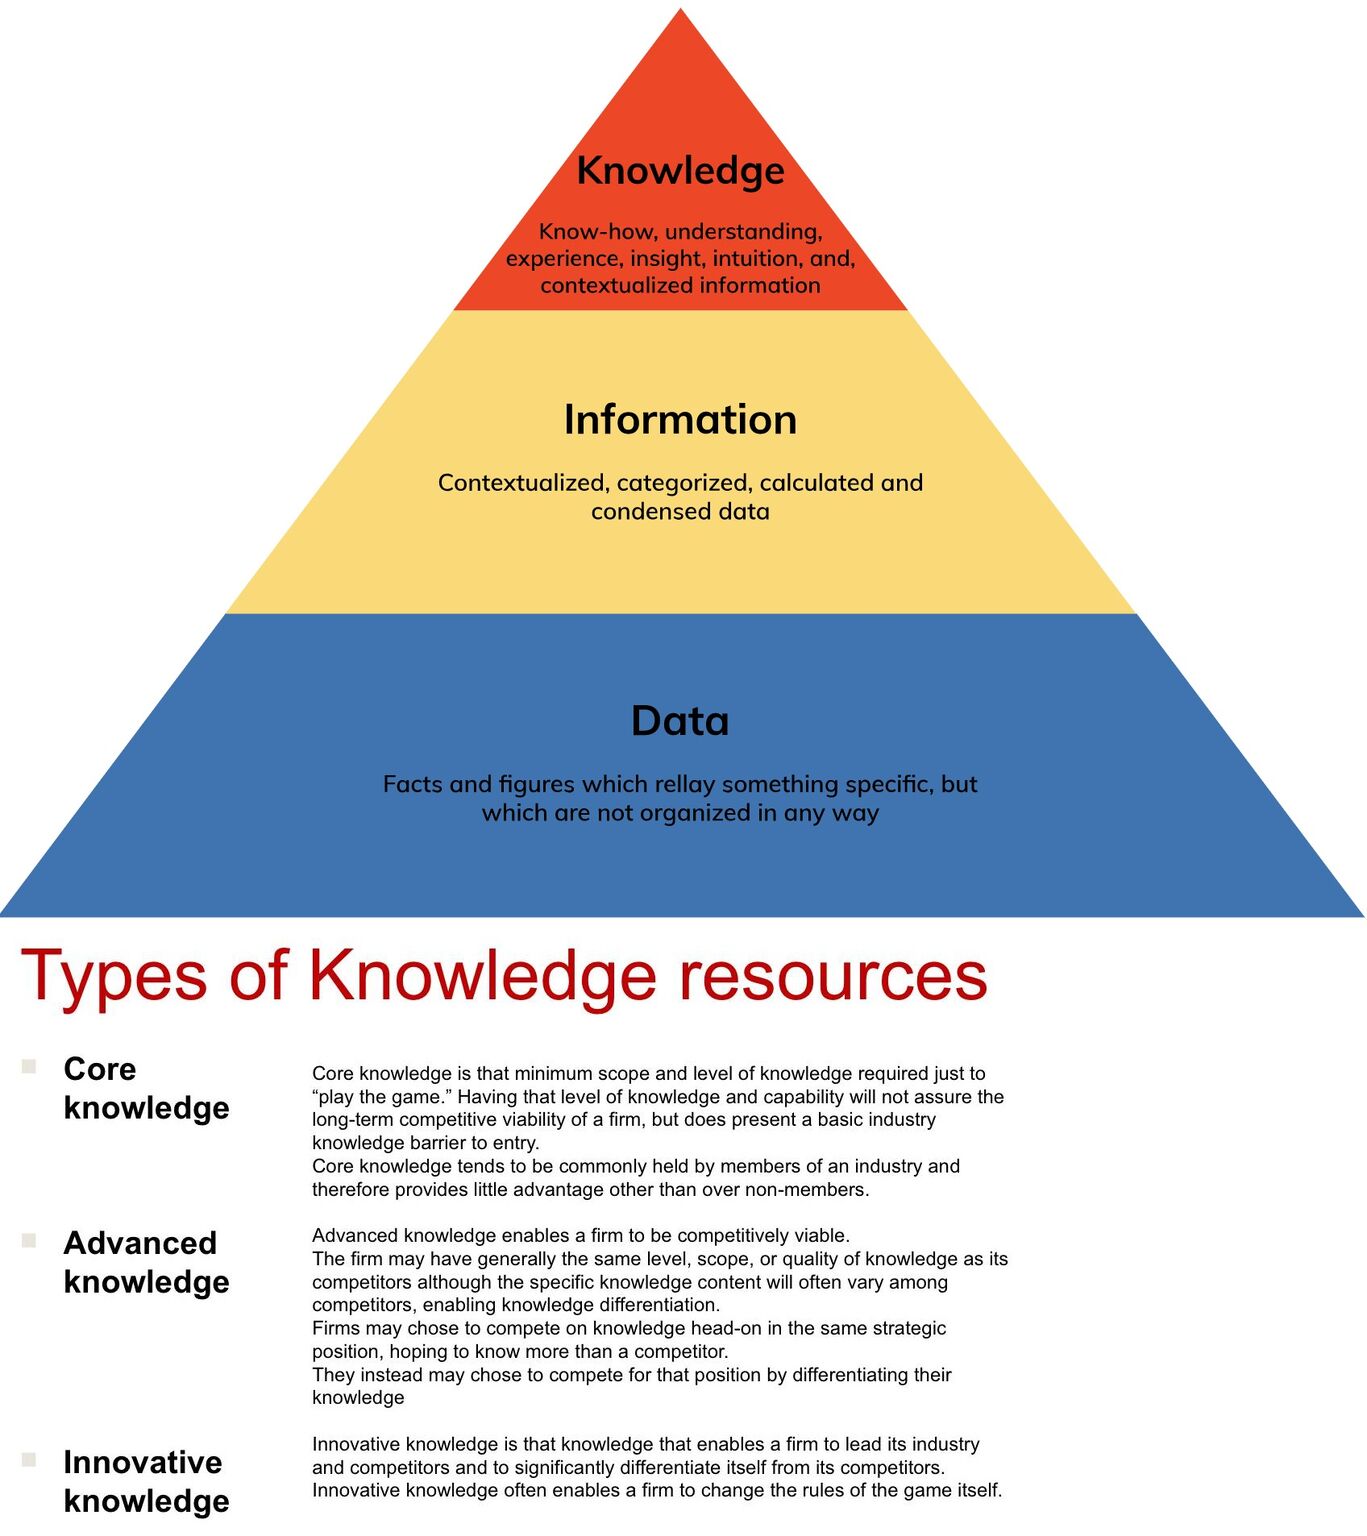 Knowledge
Know-how, understanding,
experience, insight, intuition, and,
contextualized information
Information
Contextualized, categorized, calculated and
condensed data
Data
Facts and figures which rellay something specific, but
which are not organized in any way
Types of Knowledge resources
Core
knowledge
Core knowledge is that minimum scope and level of knowledge required just to
“play the game.” Having that level of knowledge and capability will not assure the
long-term competitive viability of a firm, but does present a basic industry
knowledge barrier to entry.
Core knowledge tends to be commonly held by members of an industry and
therefore provides little advantage other than over non-members.
Advanced
knowledge
Advanced knowledge enables a firm to be competitively viable.
The firm may have generally the same level, scope, or quality of knowledge as its
competitors although the specific knowledge content will often vary among
competitors, enabling knowledge differentiation.
Firms may chose to compete on knowledge head-on in the same strategic
position, hoping to know more than a competitor.
They instead may chose to compete for that position by differentiating their
knowledge
Innovative
knowledge
Innovative knowledge is that knowledge that enables a firm to lead its industry
and competitors and to significantly differentiate itself from its competitors.
Innovative knowledge often enables a firm to change the rules of the game itself.